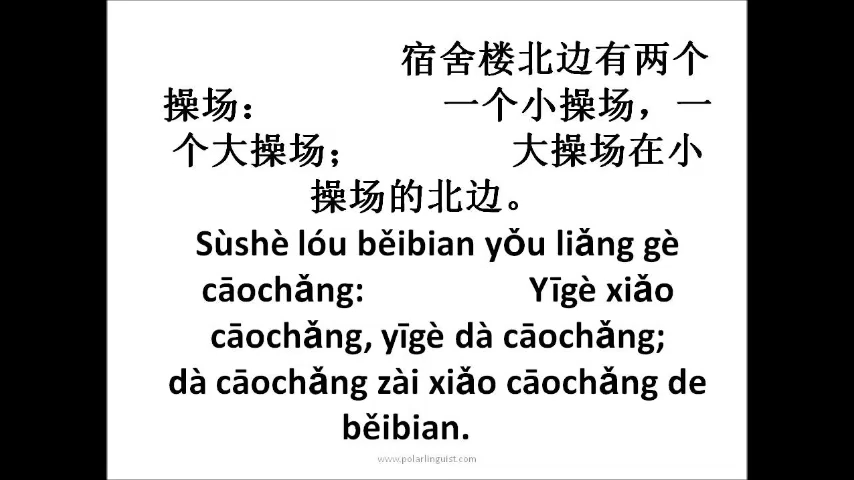 宿舍楼北边有两个
操场： 一个小操场，一
个大操场； 大操场在小
操场的北边。
Sùshè lóu běibian yǒu liǎng gè
cāochǎng: Yīgè xiǎo
cāochǎng, yīgè dà cāochǎng;
dà cāochǎng zài xiǎo cāochǎng de
běibian.
www.polarlinguist.com